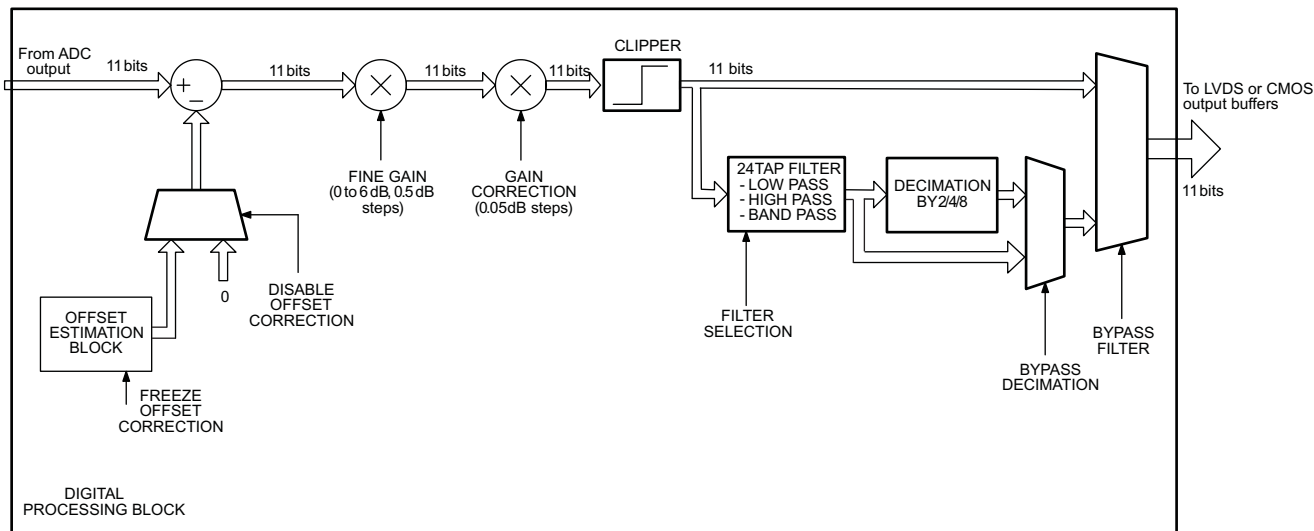 From ADC
output
11 bits
+
−
11 bits
11 bits
11 bits
CLIPPER
11 bits
To LVDS or CMOS
output buffers
11 bits
FINE GAIN
(0 to 6 dB, 0.5 dB
steps)
GAIN
CORRECTION
(0.05dB steps)
24TAP FILTER
- LOW PASS
- HIGH PASS
- BAND PASS
DECIMATION
BY2/4/8
0
DISABLE
OFFSET
CORRECTION
OFFSET
ESTIMATION
BLOCK
FREEZE
OFFSET
CORRECTION
FILTER
SELECTION
BYPASS
DECIMATION
BYPASS
FILTER
DIGITAL
PROCESSING BLOCK